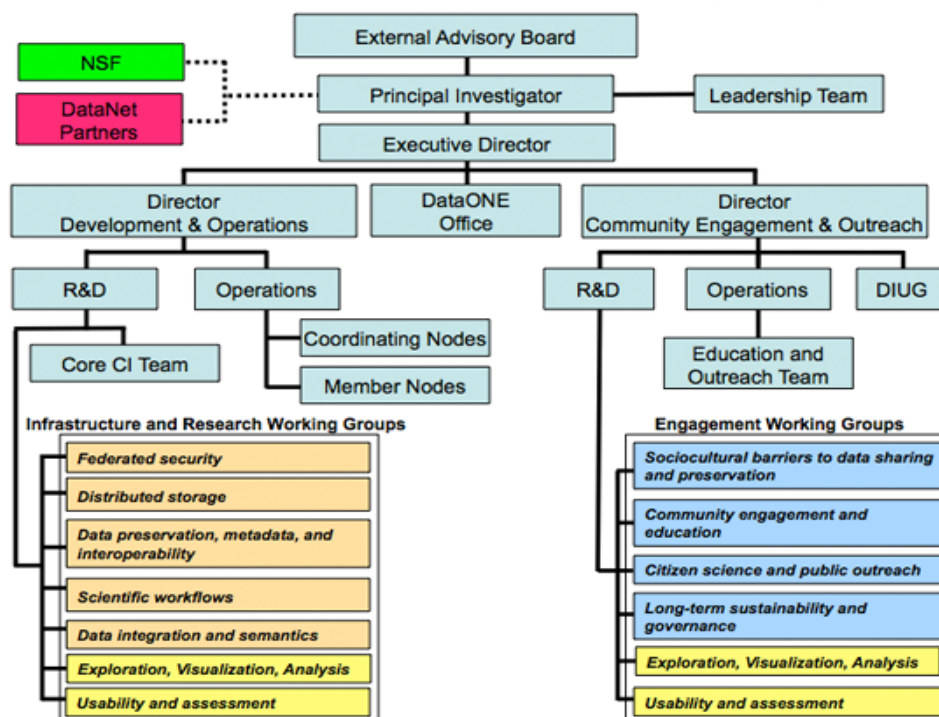 External Advisory Board
NSF
Principal Investigator
Leadership Team
DataNet
Partners
Executive Director
Director
Development & Operations
DataONE
Office
Director
Community Engagement & Outreach
R&D
Operations
R&D
Operations
DIUG
Coordinating Nodes
Core CI Team
Member Nodes
Education and
Outreach Team
Infrastructure and Research Working Groups
Federated security
Distributed storage
Data preservation, metadata, and
interoperability
Scientific workflows
Data integration and semantics
Exploration, Visualization, Analysis
Usability and assessment
Engagement Working Groups
Sociocultural barriers to data sharing
and preservation
Community engagement and
education
Citizen science and public outreach
Long-term sustainability and
governance
Exploration, Visualization, Analysis
Usability and assessment